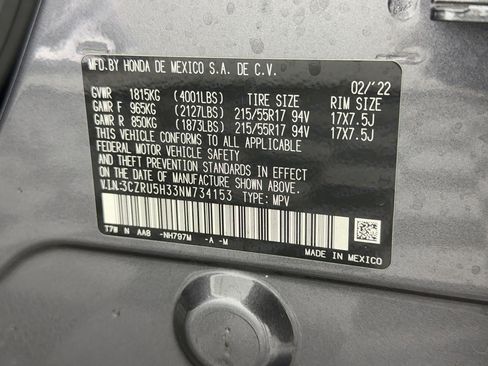 MFD.BY HONDA DE MEXICO S.A. DE C.V.
02/'22
GVWR 1815KG (4001LBS) TIRE SIZE RIM SIZE
GAWR F 965KG (2127LBS) 215/55R17 94V 17X7.5J
GAWR R 850KG (1873LBS) 215/55R17 94V 17X7.5J
THIS VEHICLE CONFORMS TO ALL APPLICABLE
FEDERAL MOTOR VEHICLE SAFETY
AND THEFT PREVENTION STANDARDS IN EFFECT
ON THE DATE OF MANUFACTURE SHOWN ABOVE.
V.I.N:3CZRU5H33NM734153 TYPE: MPV
T7W N AA8 -NH797M -A -M
MADE IN MEXICO